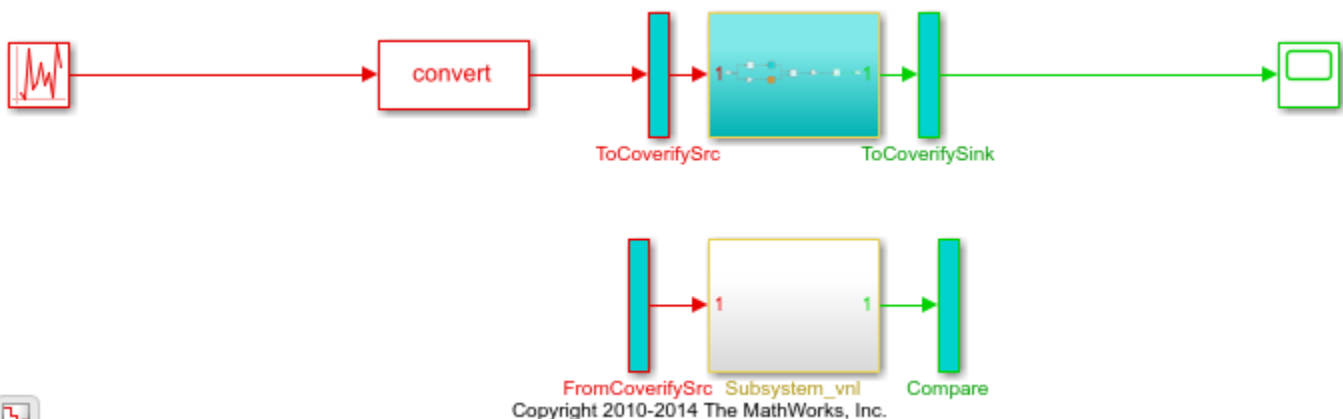 convert
1 1
ToCoverifySrc ToCoverifySink
1 1
FromCoverifySrc Subsystem_vnl Compare
Copyright 2010-2014 The MathWorks, Inc.